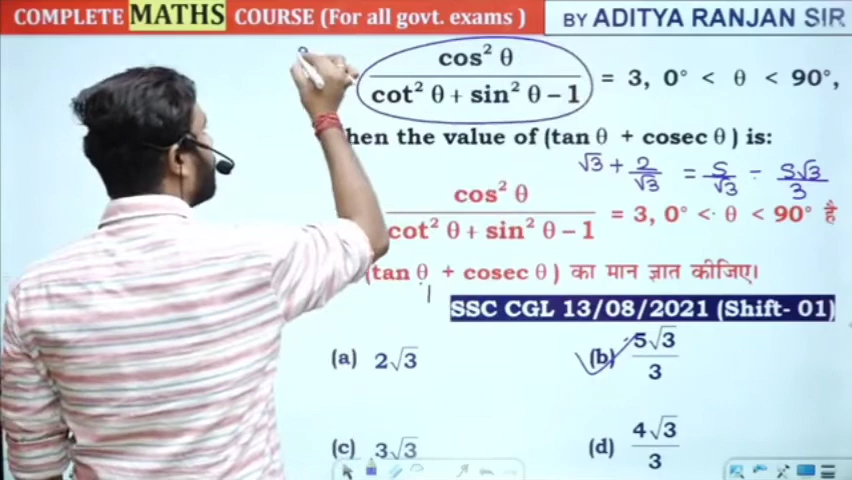 COMPLETE MATHS COURSE (For all govt. exams )
BY ADITYA RANJAN SIR
cos² θ / cot² θ + sin² θ – 1 = 3, 0° < θ < 90°,
hen the value of (tan θ + cosec θ ) is:
√3 + 2/√3 = 5/√3 = 5√3/3
cos² θ / cot² θ + sin² θ – 1 = 3, 0° < θ < 90° है
(tan θ + cosec θ ) का मान ज्ञात कीजिए।
SSC CGL 13/08/2021 (Shift- 01)
(a) 2√3
(b) 5√3/3
(c) 3√3
(d) 4√3/3